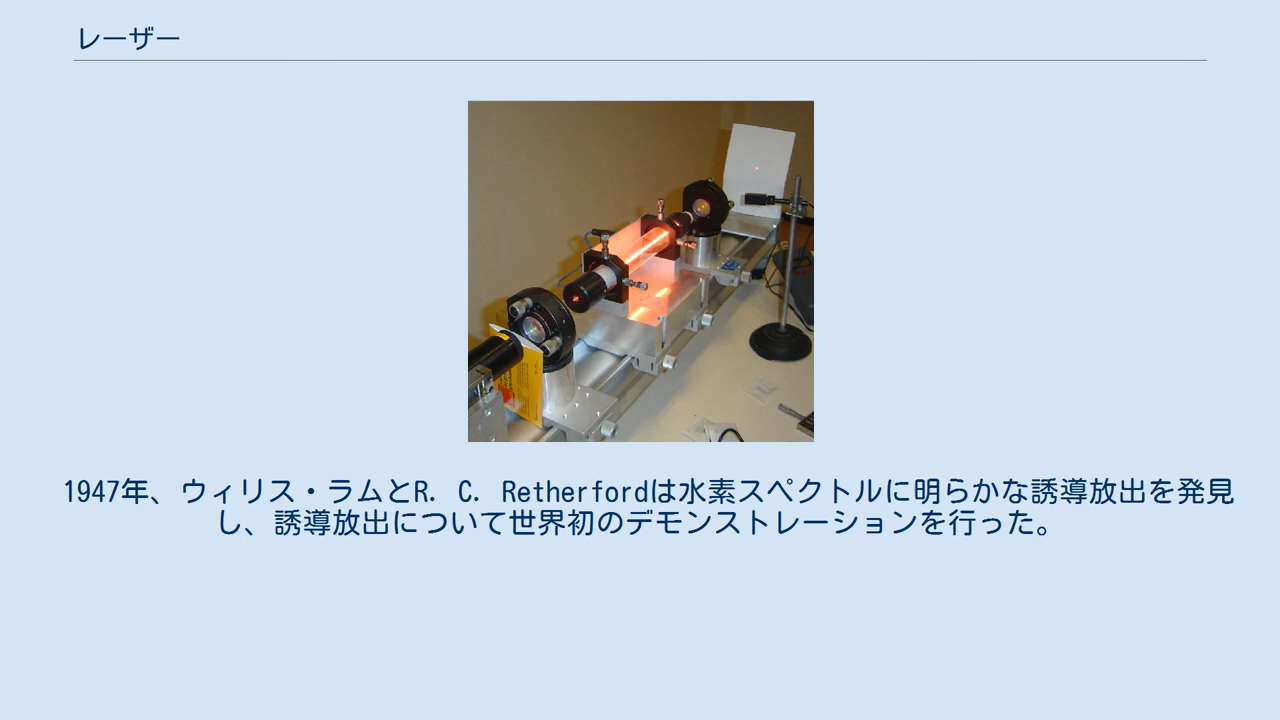 レーザー
1947年、ウィリス・ラムとR. C. Retherfordは水素スペクトルに明らかな誘導放出を発見
し、誘導放出について世界初のデモンストレーションを行った。